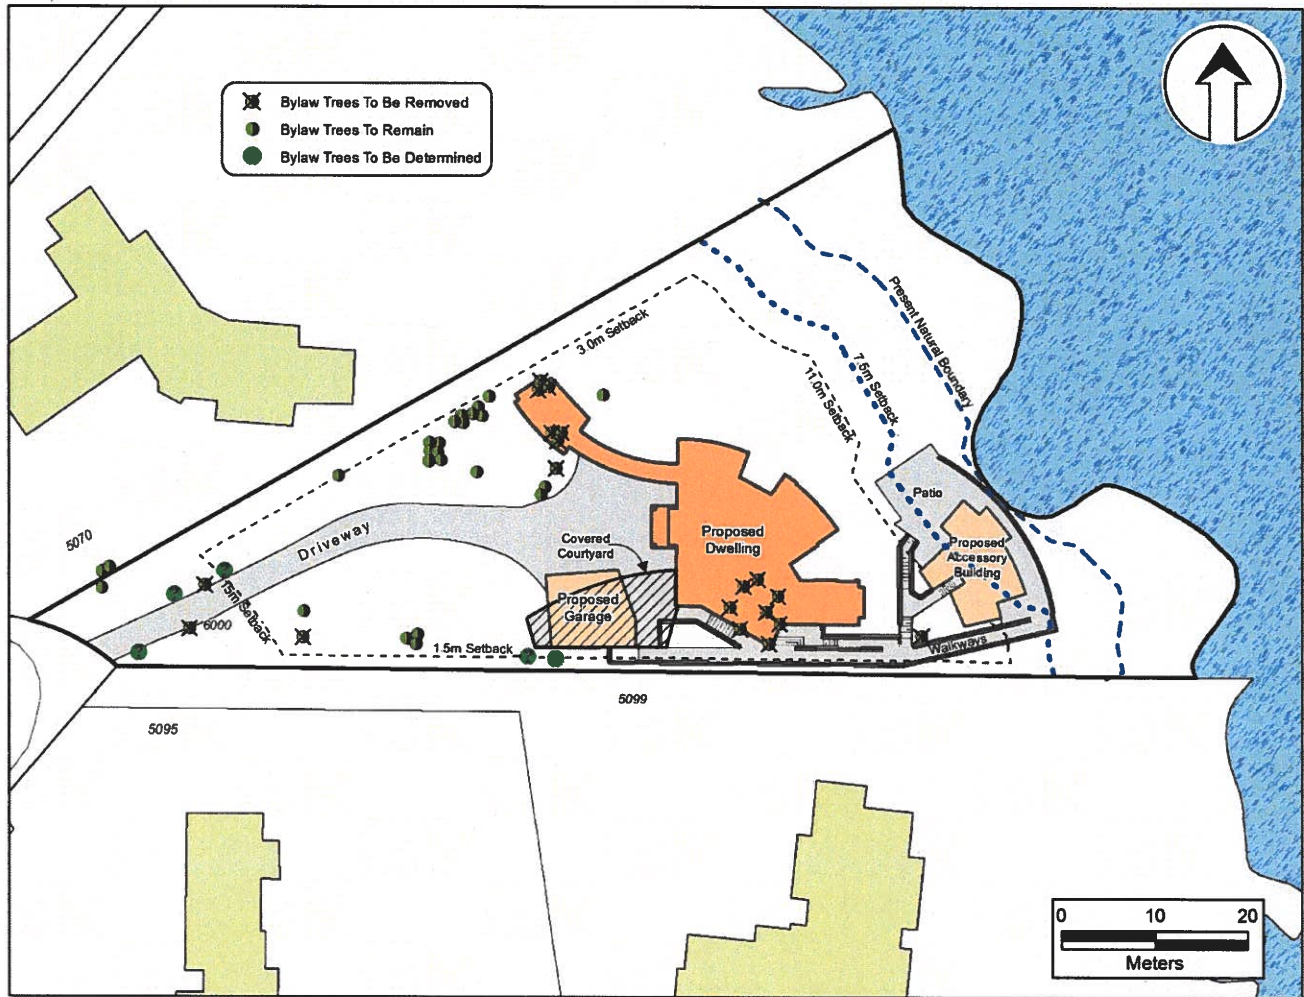 Bylaw Trees To Be Removed
Bylaw Trees To Remain
Bylaw Trees To Be Determined
3.0m Setback
Present Natural Boundary
7.5m Setback
11.0m Setback
Patio
Driveway
Covered
Courtyard
Proposed
Dwelling
Proposed
Accessory
Building
5070
Proposed
Garage
15m Setback
6000
1.5m Setback
Walkways
5099
5095
0 10 20
Meters